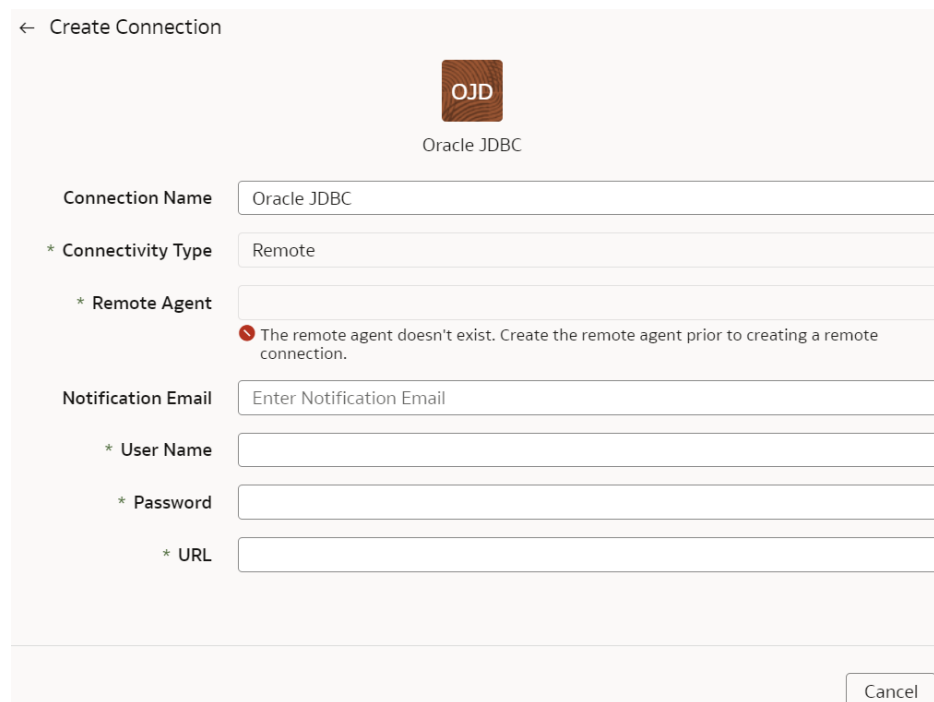 ← Create Connection
OJD
Oracle JDBC
Connection Name Oracle JDBC
* Connectivity Type Remote
* Remote Agent
The remote agent doesn't exist. Create the remote agent prior to creating a remote
connection.
Notification Email Enter Notification Email
* User Name
* Password
* URL
Cancel